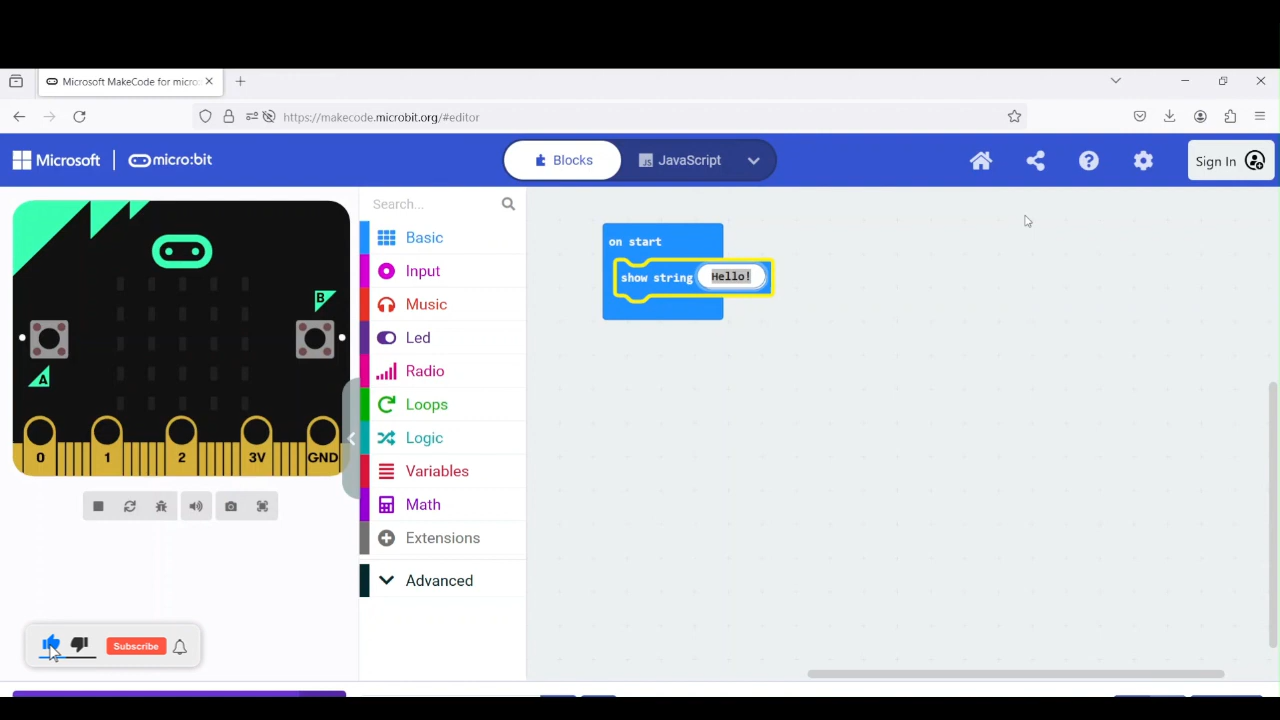 Microsoft MakeCode for micro:
https://makecode.microbit.org/#editor
Microsoft
micro:bit
Blocks
JS
JavaScript
Sign In
B
A
0
1
2
3V
GND
Search...
Basic
Input
Music
Led
Radio
Loops
Logic
Variables
Math
Extensions
Advanced
on start
show string
Hello!
Subscribe